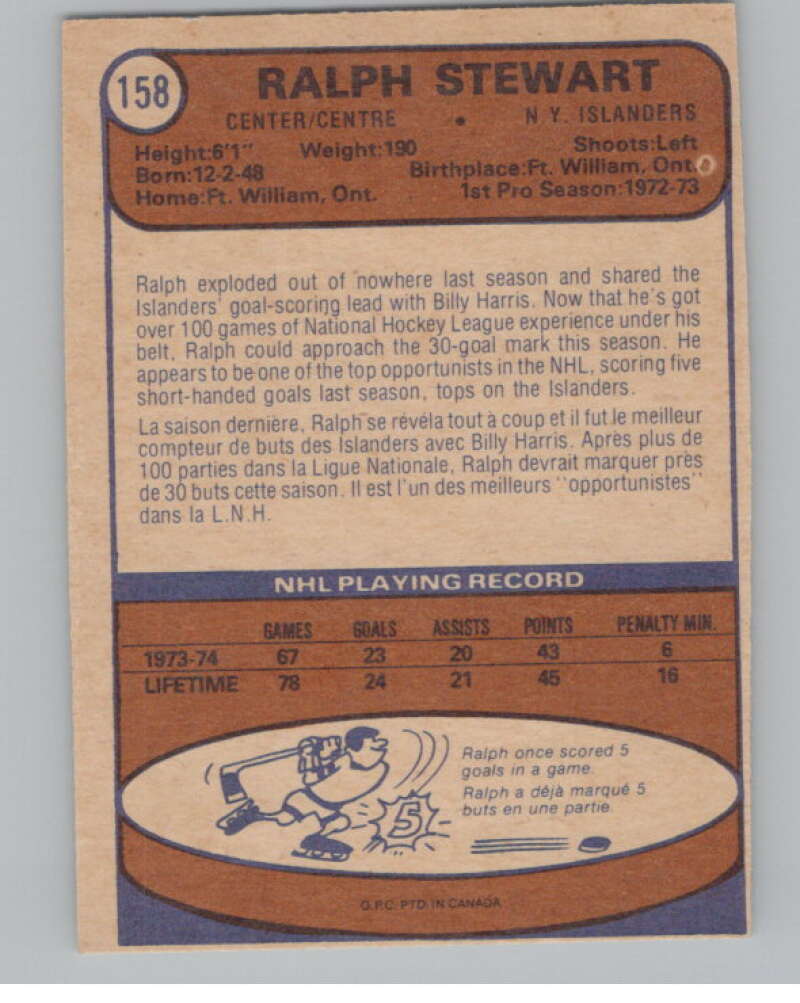 158
RALPH STEWART
CENTER/CENTRE • N Y. ISLANDERS
Height:6'1" Weight:190 Shoots:Left
Born:12-2-48 Birthplace:Ft. William, Ont.
Home:Ft. William, Ont. 1st Pro Season:1972-73
Ralph exploded out of nowhere last season and shared the
Islanders' goal-scoring lead with Billy Harris. Now that he's got
over 100 games of National Hockey League experience under his
belt, Ralph could approach the 30-goal mark this season. He
appears to be one of the top opportunists in the NHL, scoring five
short-handed goals last season, tops on the Islanders.
La saison dernière, Ralph se révéla tout à coup et il fut le meilleur
compteur de buts des Islanders avec Billy Harris. Après plus de
100 parties dans la Ligue Nationale, Ralph devrait marquer près
de 30 buts cette saison. Il est l'un des meilleurs "opportunistes"
dans la L.N.H.
NHL PLAYING RECORD
GAMES GOALS ASSISTS POINTS PENALTY MIN.
1973-74 67 23 20 43 6
LIFETIME 78 24 21 45 16
Ralph once scored 5
goals in a game.
Ralph a déjà marqué 5
buts en une partie.
5
O.P.C. PTD. IN CANADA